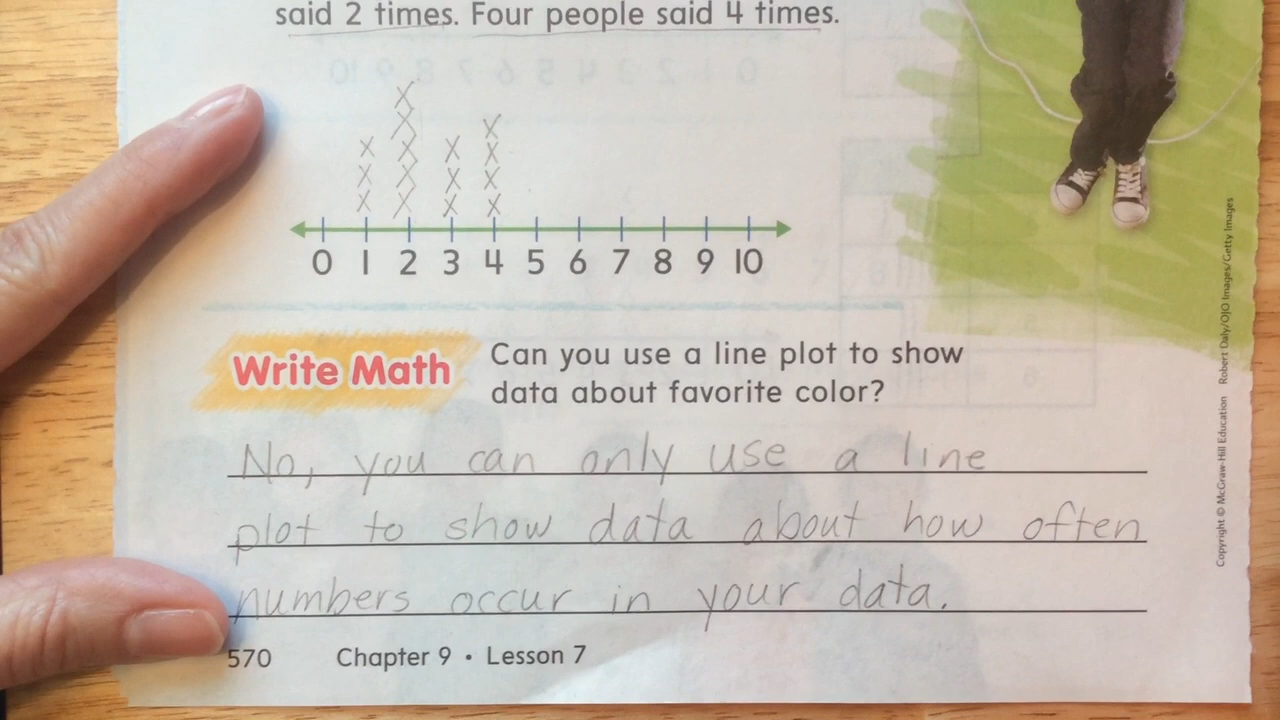 said 2 times. Four people said 4 times.
0 1 2 3 4 5 6 7 8 9 10
Write Math
Can you use a line plot to show
data about favorite color?
No, you can only use a line
plot to show data about how often
numbers occur in your data.
570 Chapter 9 • Lesson 7
Copyright © McGraw-Hill Education Robert Daly/OJO Images/Getty Images